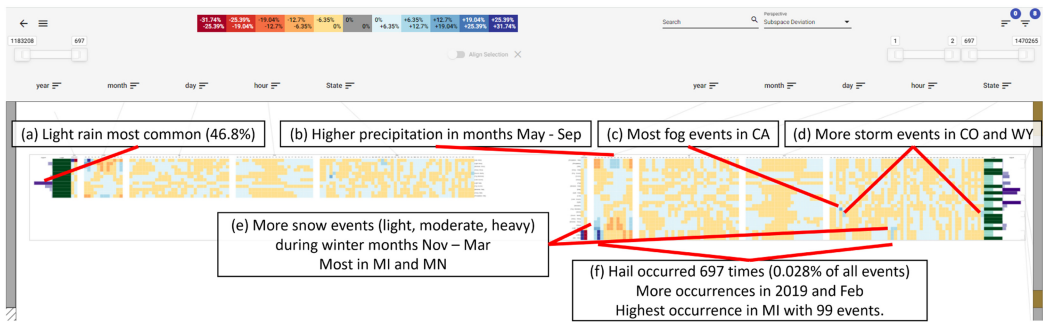 -31.74% -25.39% -19.04% -12.7% -6.35% 0% 0% +6.35% +12.7% +19.04% +25.39%
-25.39% -19.04% -12.7% -6.35% 0% 0% +6.35% +12.7% +19.04% +25.39% +31.74%
Search
Perspective
Subspace Deviation
0
8
1183208
697
Align Selection
1
2
697
1470265
year month day hour State
year month day hour State
(a) Light rain most common (46.8%)
(b) Higher precipitation in months May - Sep
(c) Most fog events in CA
(d) More storm events in CO and WY
(e) More snow events (light, moderate, heavy)
during winter months Nov – Mar
Most in MI and MN
(f) Hail occurred 697 times (0.028% of all events)
More occurrences in 2019 and Feb
Highest occurrence in MI with 99 events.